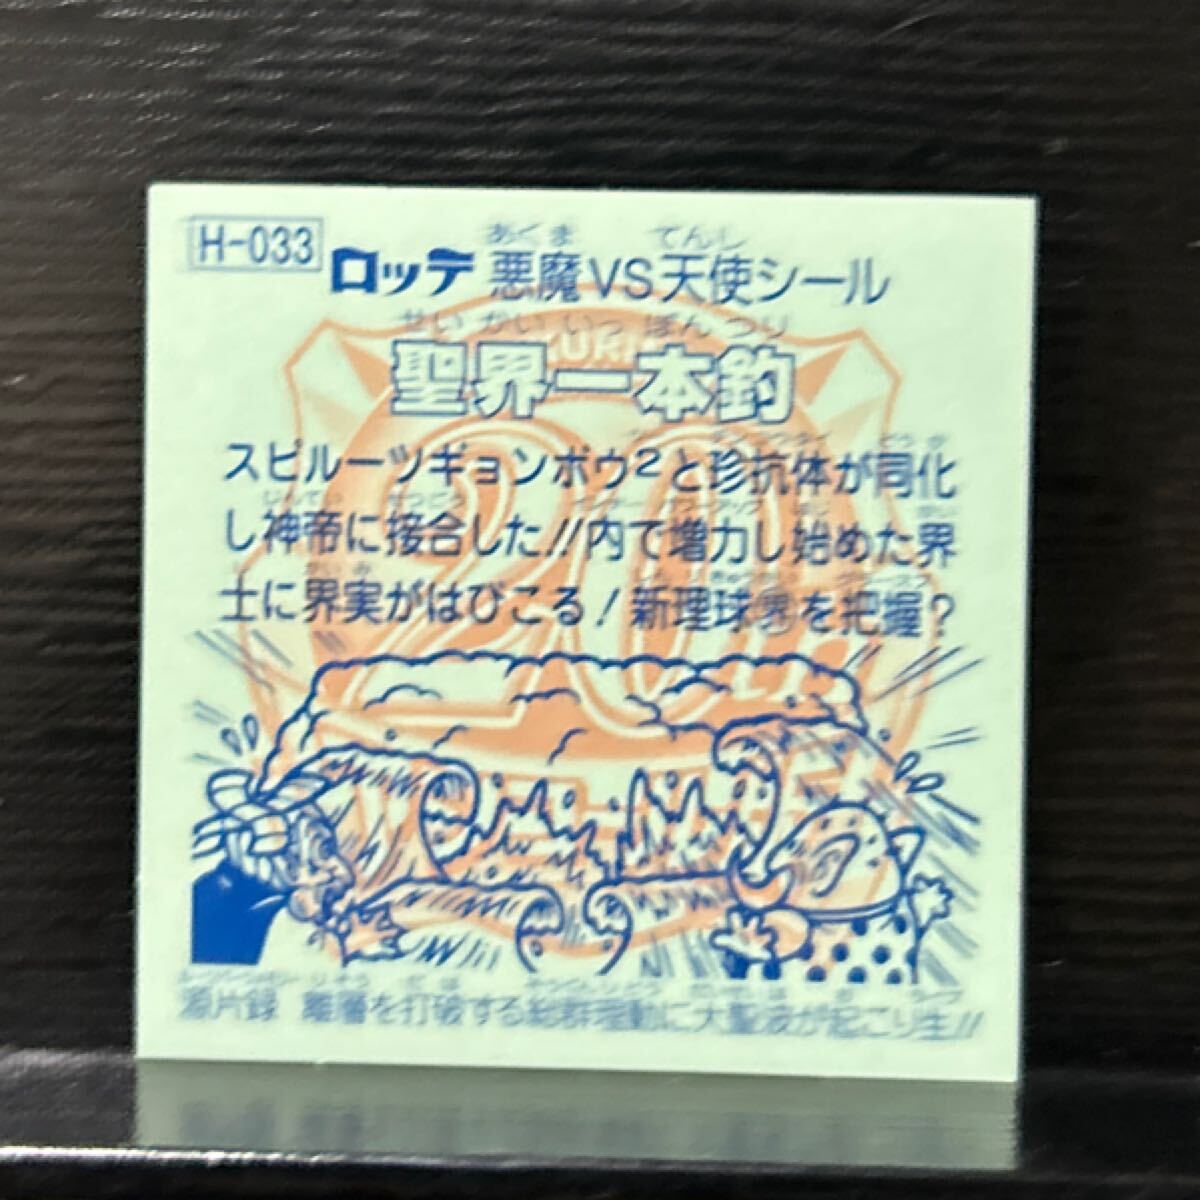 H-033
ロッテ 悪魔VS天使シール
あくま てんし
せいかいいっぽんつり
聖界一本釣
スピルーツギョンボウ2と珍抗体が同化
し神帝に接合した!!内で増力し始めた界
士に界実がはびこる!新理球界を把握?
源片録 離層を打破する総群理動に大聖波が起こり生!!